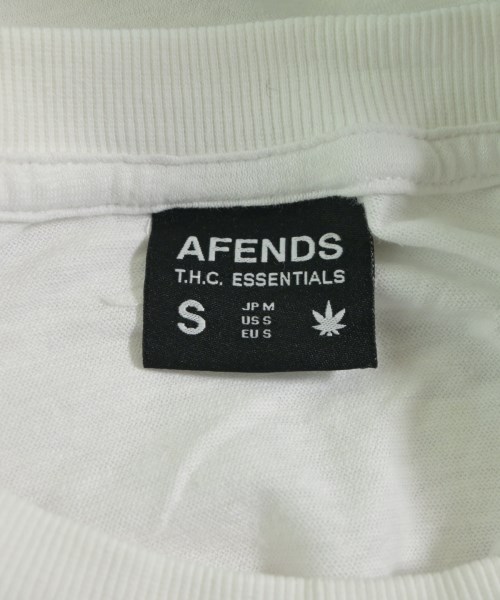 AFENDS
T.H.C. ESSENTIALS
S
JP M
US S
EU S